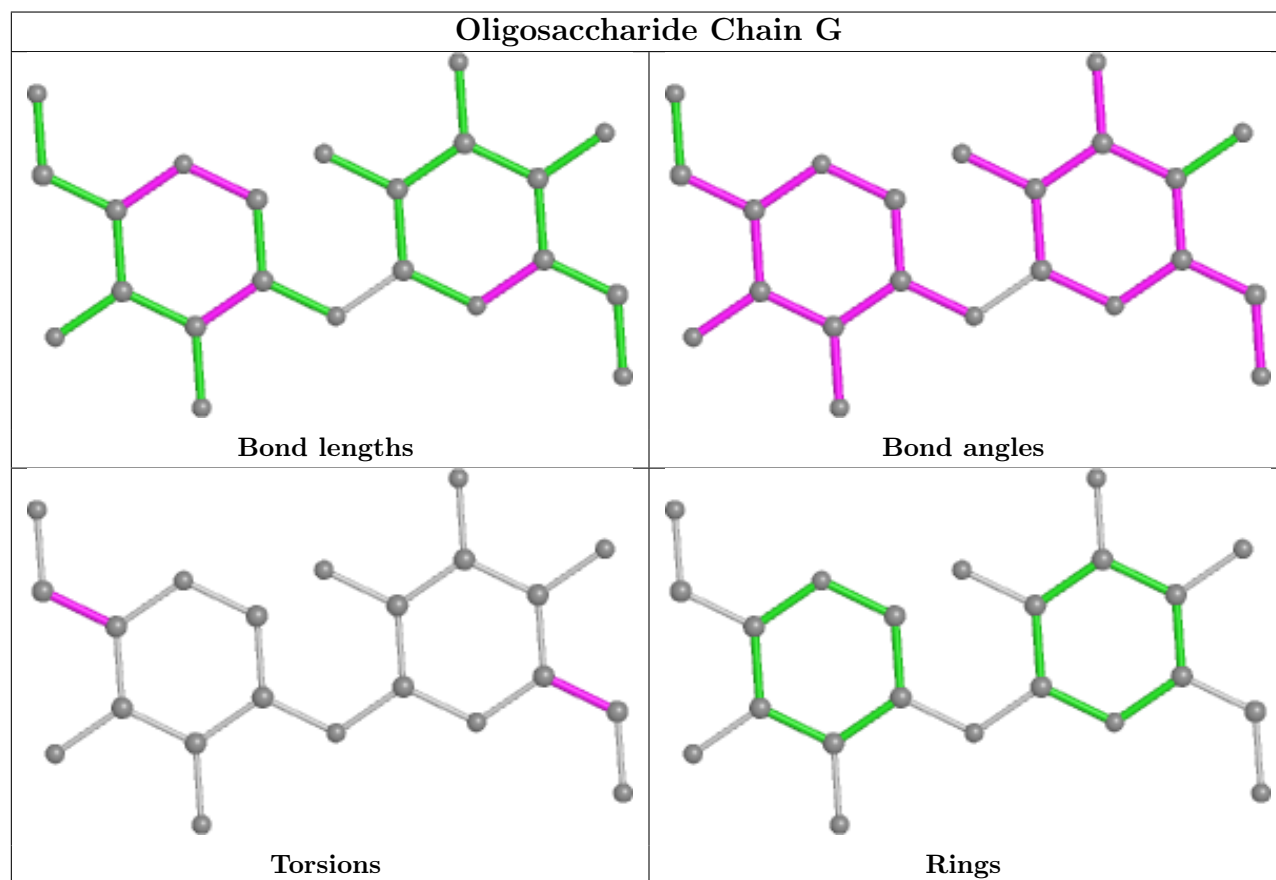 Oligosaccharide Chain G
Bond lengths
Bond angles
Torsions
Rings